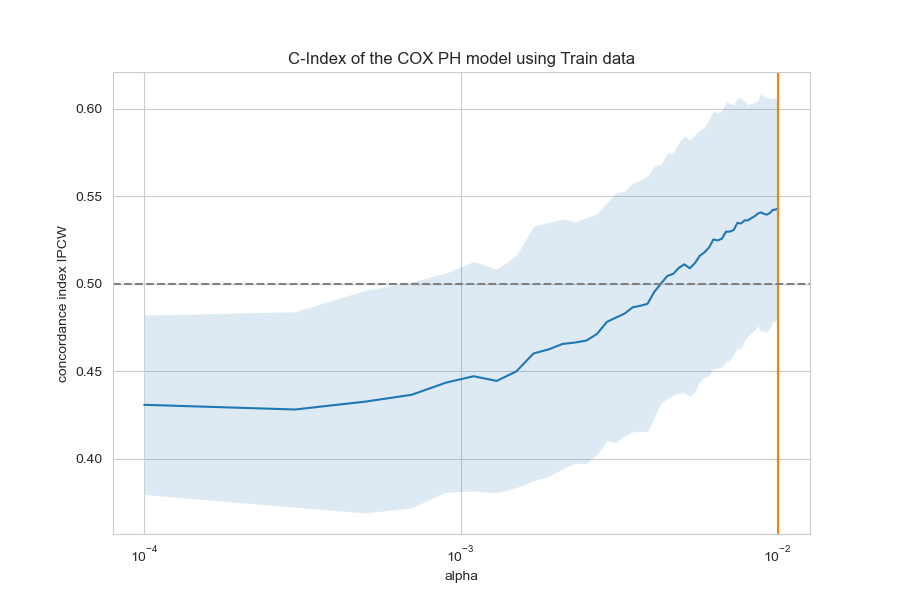 C-Index of the COX PH model using Train data
concordance index IPCW
0.60
0.55
0.50
0.45
0.40
10⁻⁴
10⁻³
10⁻²
alpha